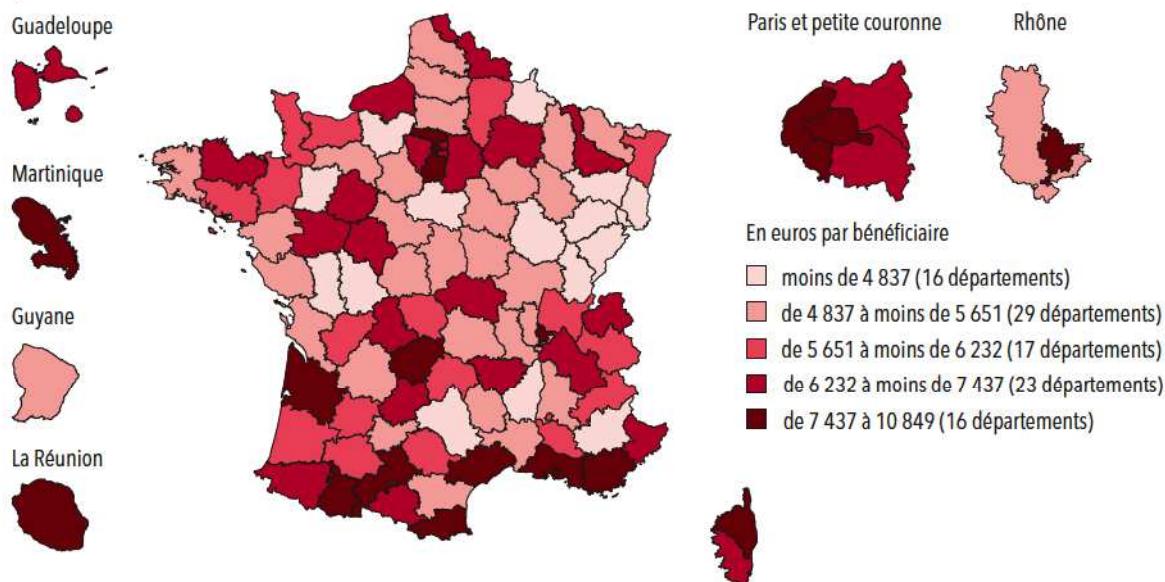 Guadeloupe
Martinique
Guyane
La Réunion
Paris et petite couronne
Rhône
En euros par bénéficiaire
moins de 4 837 (16 départements)
de 4 837 à moins de 5 651 (29 départements)
de 5 651 à moins de 6 232 (17 départements)
de 6 232 à moins de 7 437 (23 départements)
de 7 437 à 10 849 (16 départements)